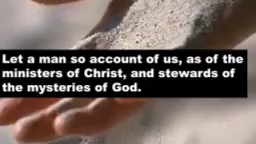 Let a man so account of us, as of the
ministers of Christ, and stewards of
the mysteries of God.